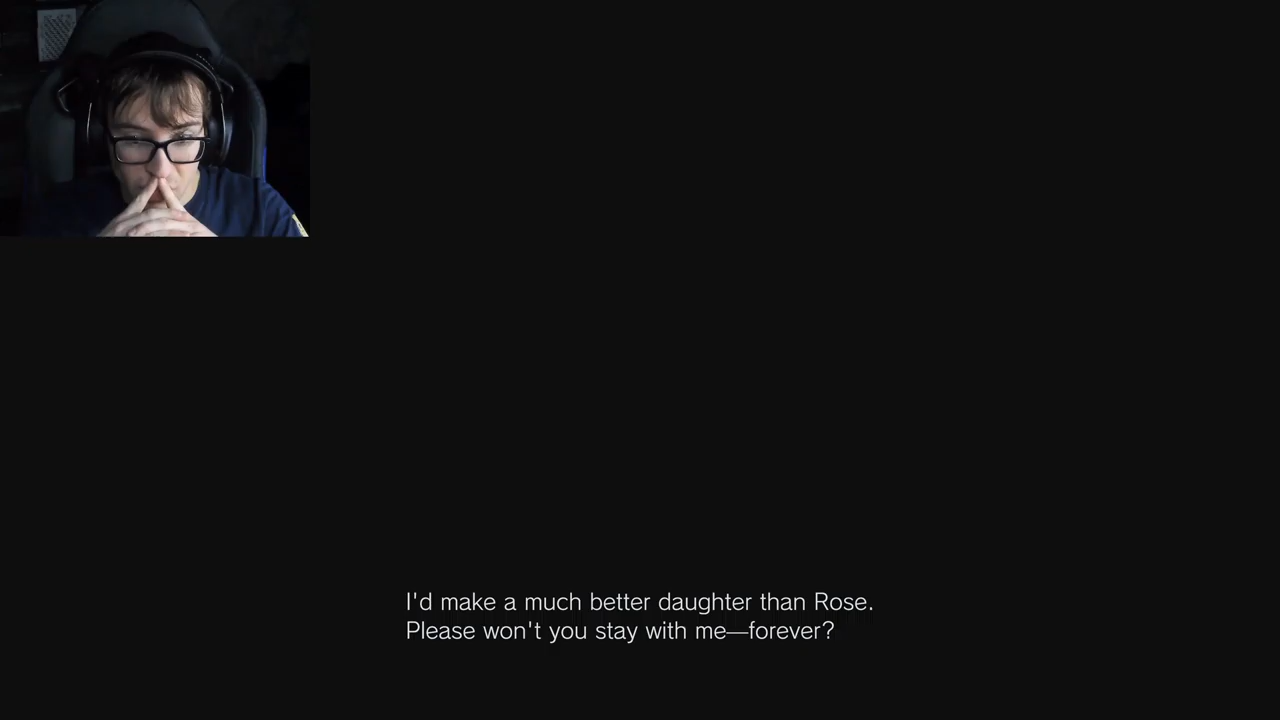 I'd make a much better daughter than Rose.
Please won't you stay with me—forever?